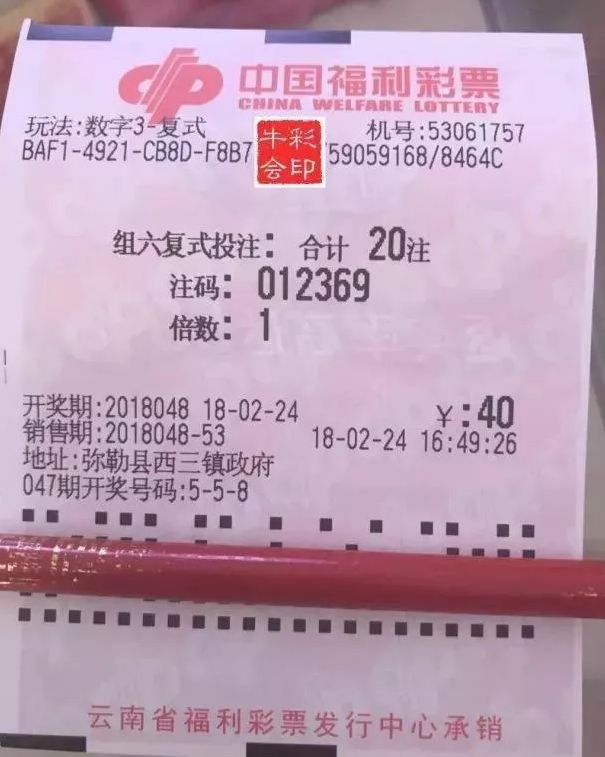 中国福利彩票
CHINA WELFARE LOTTERY
玩法:数字3-复式 机号:53061757
BAF1-4921-CB8D-F8B7 59059168/8464C
牛彩
会印
组六复式投注: 合计 20注
注码: 012369
倍数: 1
开奖期:2018048 18-02-24 ¥:40
销售期:2018048-53 18-02-24 16:49:26
地址:弥勒县西三镇政府
047期开奖号码:5-5-8
云南省福利彩票发行中心承销